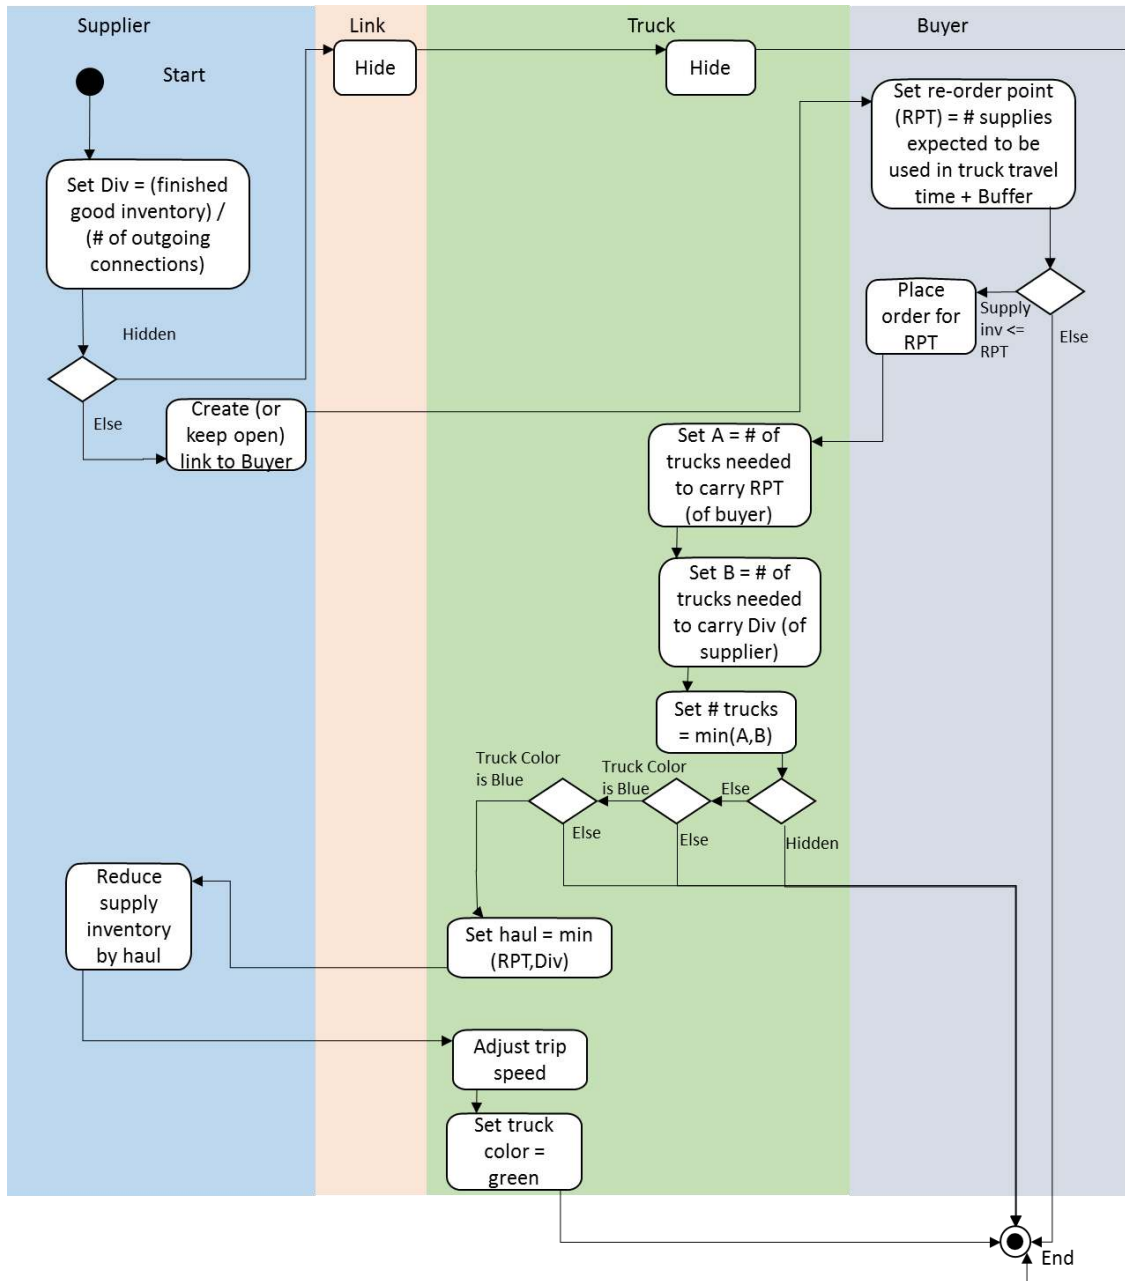 Supplier
Link
Truck
Buyer
Start
Hide
Hide
Set re-order point
(RPT) = # supplies
expected to be
used in truck travel
time + Buffer
Set Div = (finished
good inventory) /
(# of outgoing
connections)
Hidden
Else
Create (or
keep open)
link to Buyer
Place
order for
RPT
Supply
inv <=
RPT
Else
Set A = # of
trucks needed
to carry RPT
(of buyer)
Set B = # of
trucks needed
to carry Div (of
supplier)
Set # trucks
= min(A,B)
Truck Color
is Blue
Truck Color
is Blue
Else
Else
Else
Hidden
Reduce
supply
inventory
by haul
Set haul = min
(RPT,Div)
Adjust trip
speed
Set truck
color =
green
End